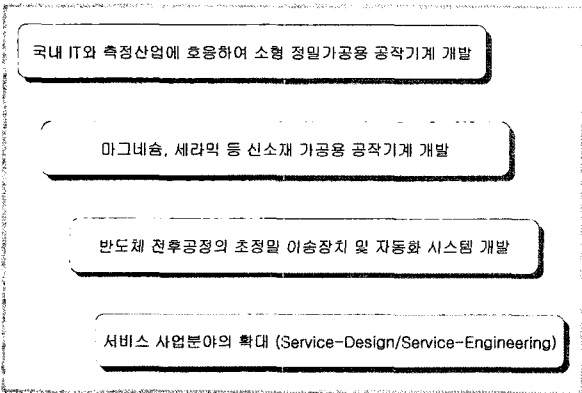 국내 IT와 측정산업에 호응하여 소형 정밀가공용 공작기계 개발
마그네슘, 세라믹 등 신소재 가공용 공작기계 개발
반도체 전후공정의 초정밀 이송장치 및 자동화 시스템 개발
서비스 사업분야의 확대 (Service-Design/Service-Engineering)